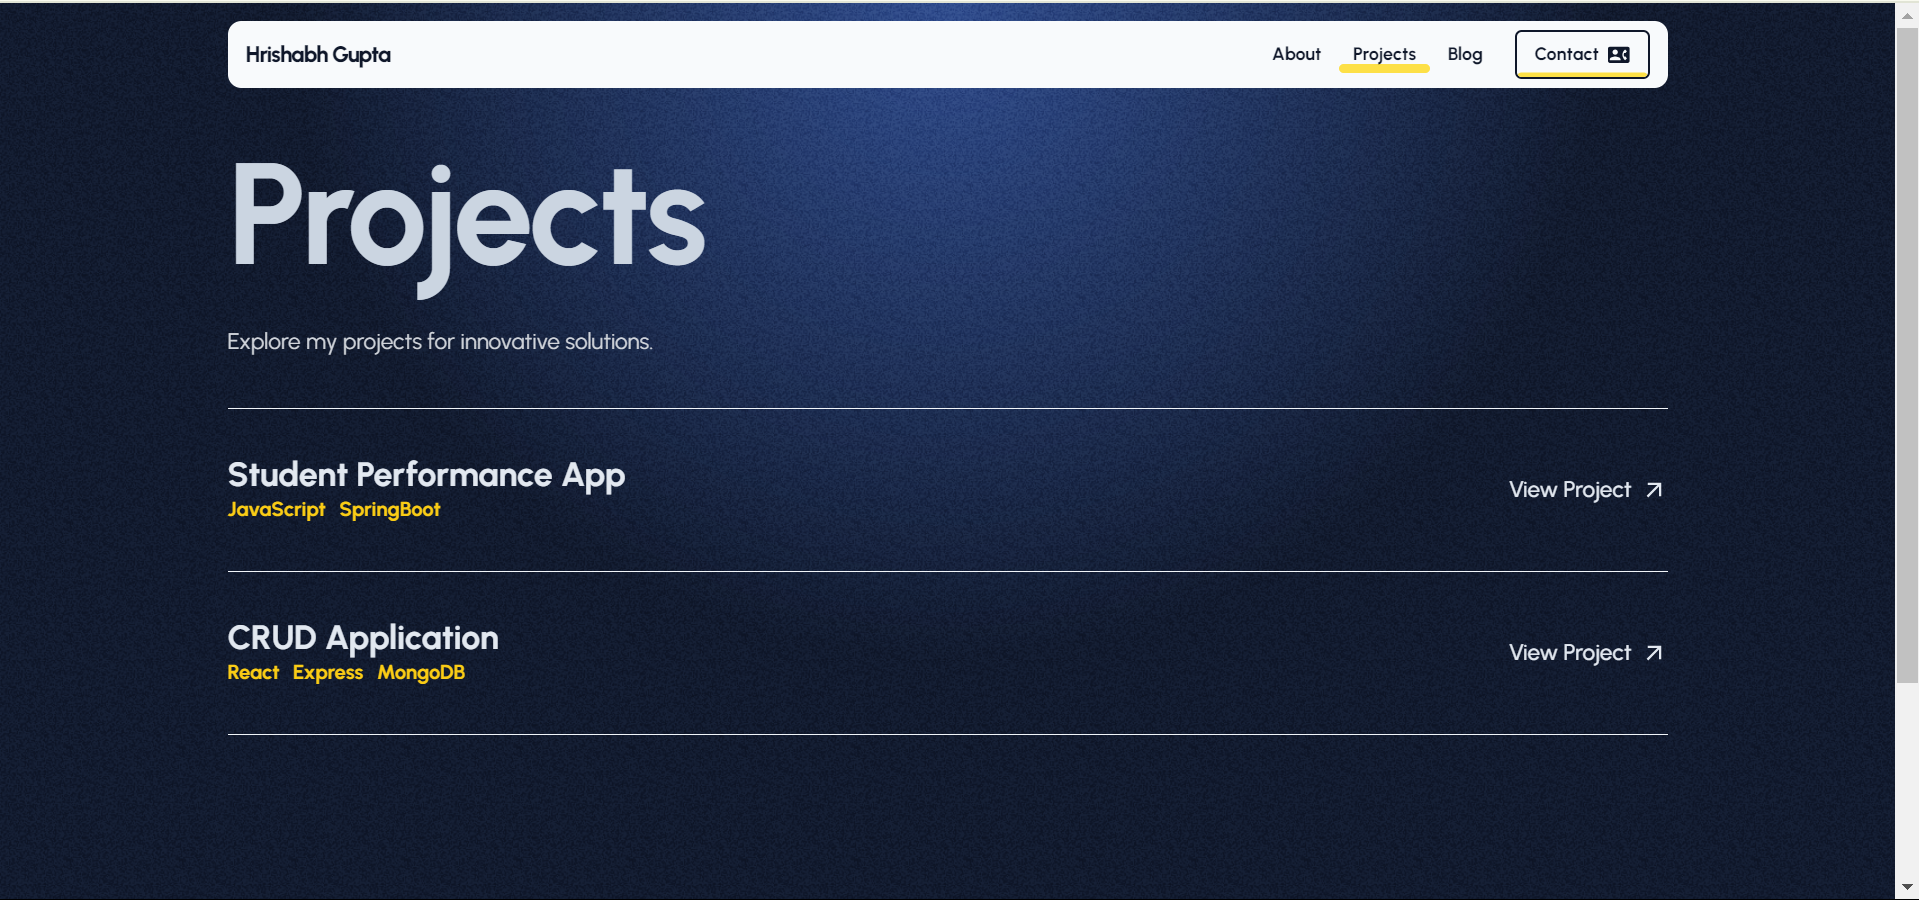 Hrishabh Gupta
About Projects Blog Contact
Projects
Explore my projects for innovative solutions.
Student Performance App
JavaScript SpringBoot
View Project
CRUD Application
React Express MongoDB
View Project